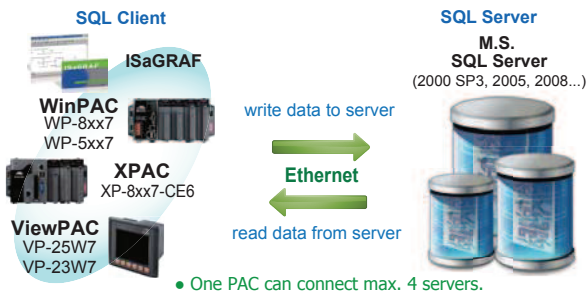 SQL Client
SQL Server
ISaGRAF
M.S.
SQL Server
(2000 SP3, 2005, 2008...)
WinPAC
WP-8xx7
WP-5xx7
write data to server
XPAC
XP-8xx7-CE6
Ethernet
ViewPAC
VP-25W7
VP-23W7
read data from server
• One PAC can connect max. 4 servers.